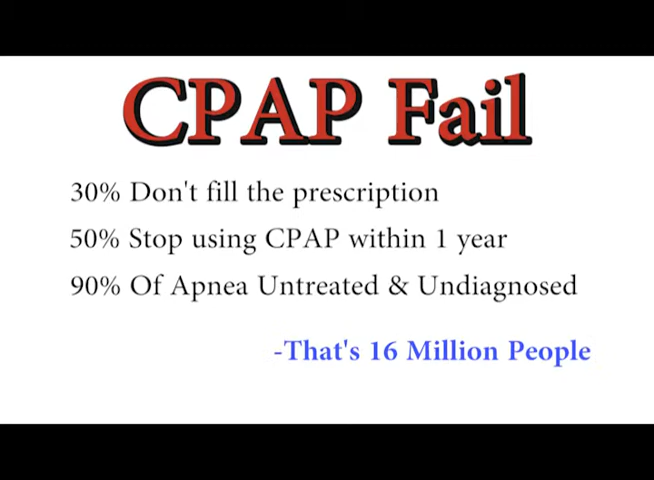 CPAP Fail
30% Don't fill the prescription
50% Stop using CPAP within 1 year
90% Of Apnea Untreated & Undiagnosed
-That's 16 Million People